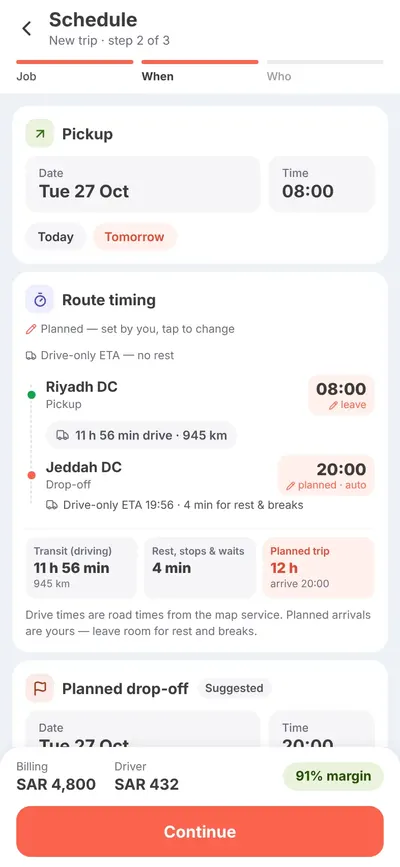 Schedule
New trip · step 2 of 3
Job When Who
Pickup
Date
Tue 27 Oct
Time
08:00
Today Tomorrow
Route timing
Planned — set by you, tap to change
Drive-only ETA — no rest
Riyadh DC
Pickup
08:00
leave
11 h 56 min drive · 945 km
Jeddah DC
Drop-off
20:00
planned · auto
Drive-only ETA 19:56 · 4 min for rest & breaks
Transit (driving)
11 h 56 min
945 km
Rest, stops & waits
4 min
Planned trip
12 h
arrive 20:00
Drive times are road times from the map service. Planned arrivals
are yours — leave room for rest and breaks.
Planned drop-off Suggested
Date
Tue 27 Oct
Time
20:00
Billing
SAR 4,800
Driver
SAR 432
91% margin
Continue